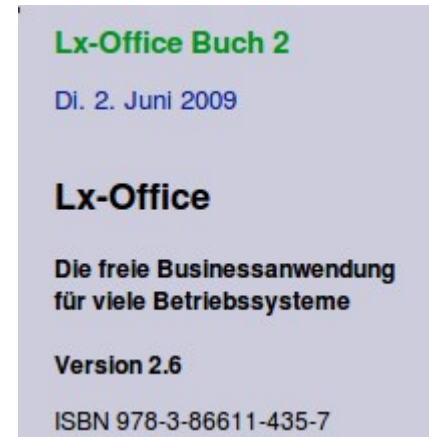 Lx-Office Buch 2
Di. 2. Juni 2009
Lx-Office
Die freie Businessanwendung
für viele Betriebssysteme
Version 2.6
ISBN 978-3-86611-435-7